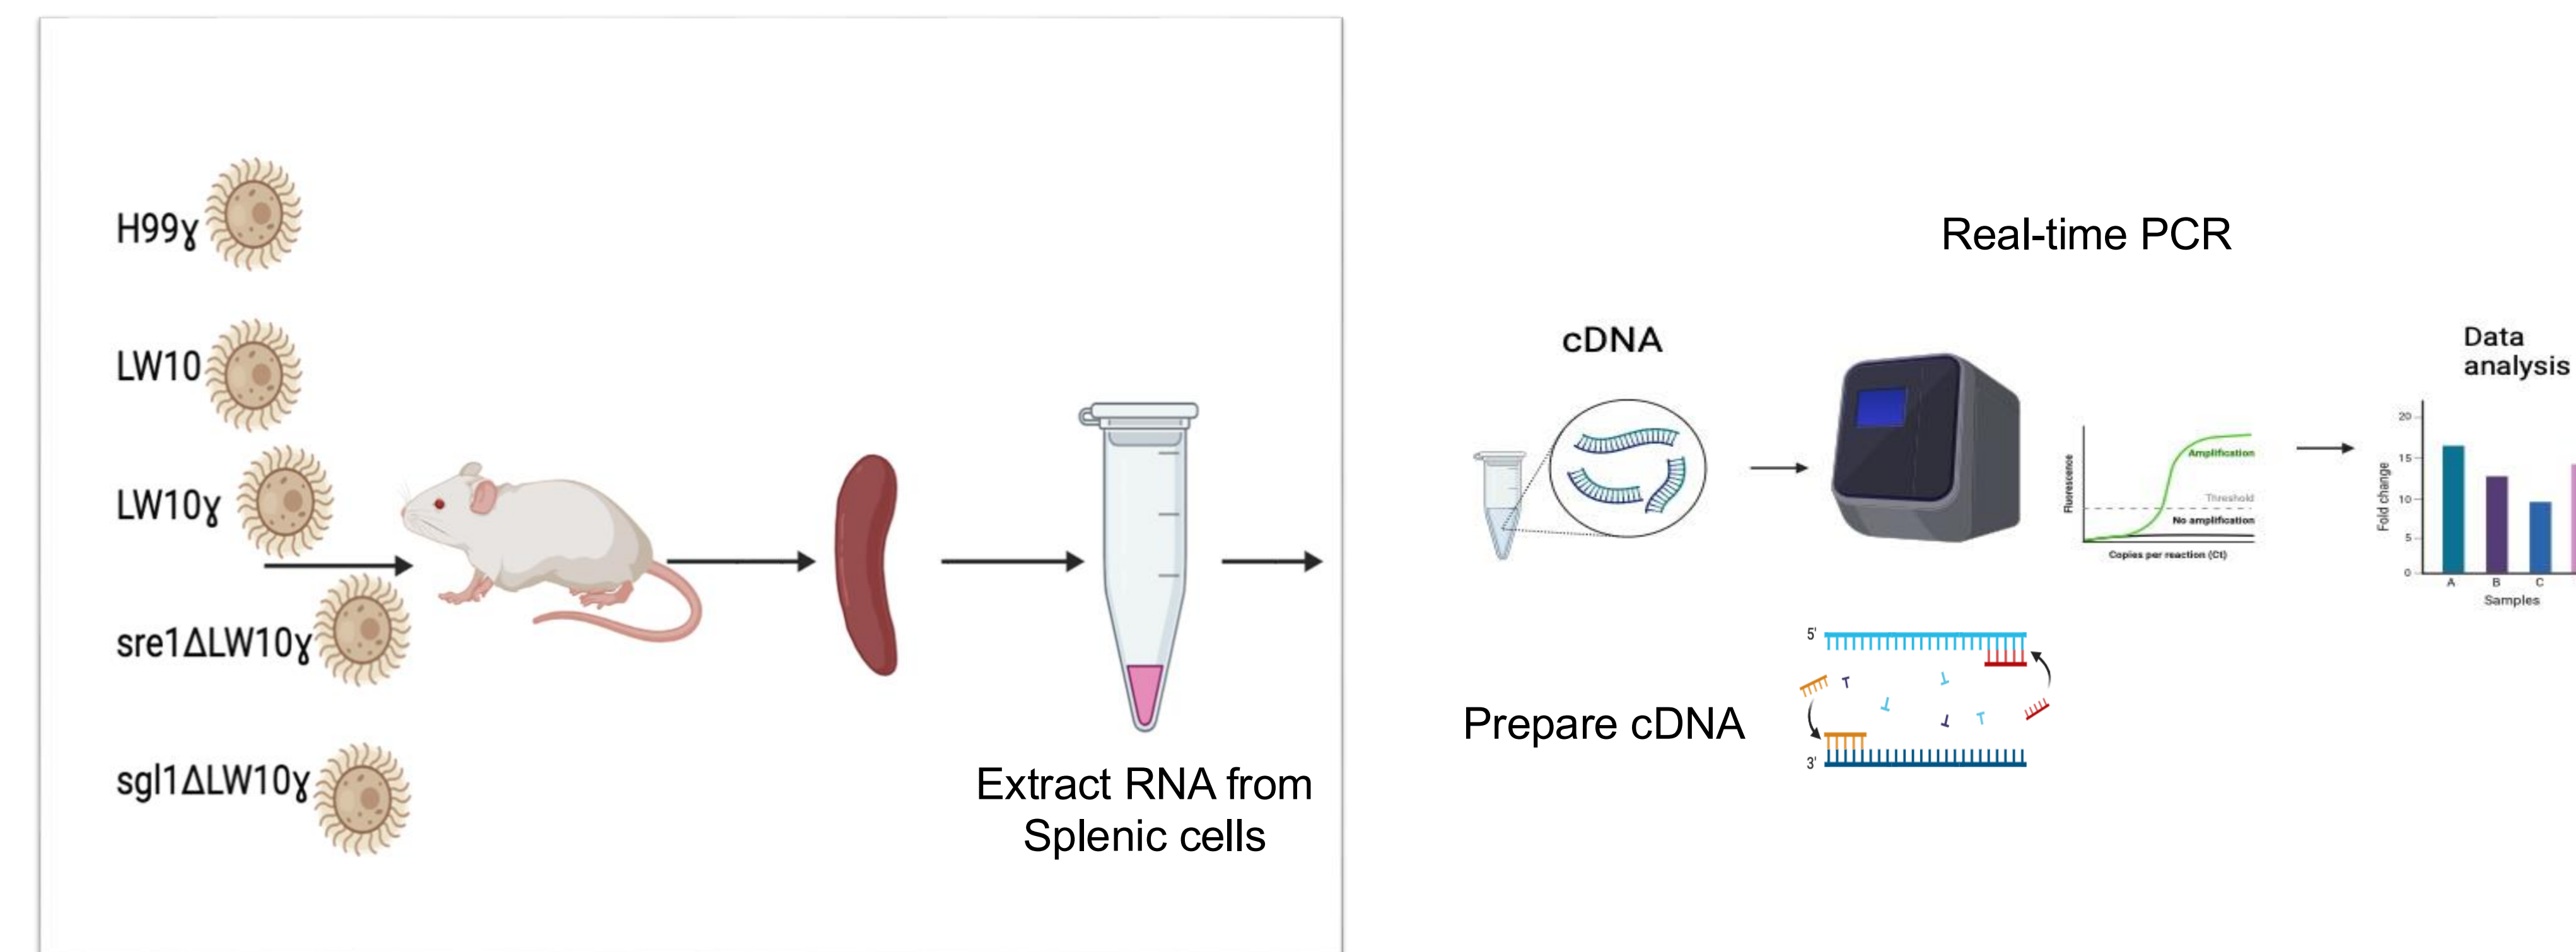 H99ɣ
LW10
LW10ɣ
sre1ΔLW10ɣ
sgl1ΔLW10ɣ
Extract RNA from
Splenic cells
Real-time PCR
cDNA
Prepare cDNA
5'
3'
Fluorescence
Amplification
Threshold
No amplification
Copies per reaction (Ct)
Data
analysis
Fold change
20
15
10
5
0
A B C
Samples